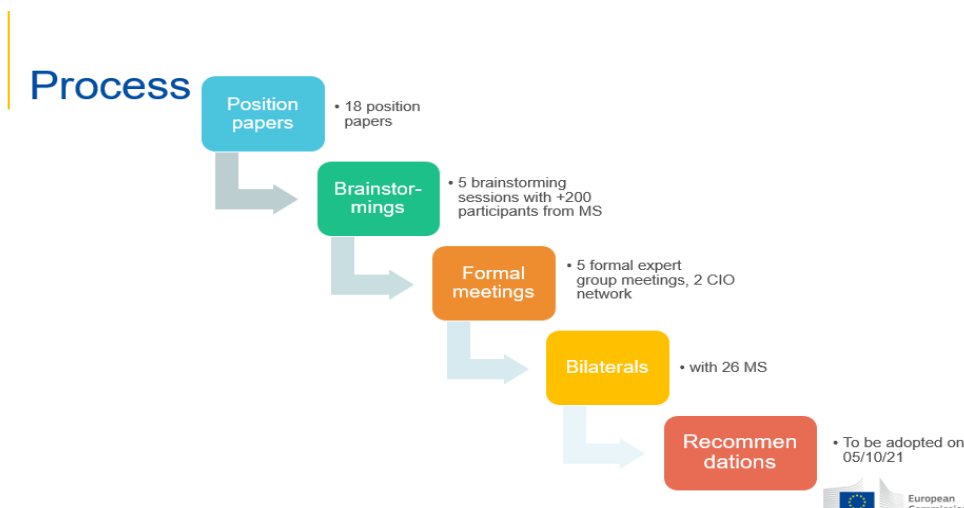 Process
Position
papers
• 18 position
papers
Brainstor-
mings
• 5 brainstorming
sessions with +200
participants from MS
Formal
meetings
• 5 formal expert
group meetings, 2 CIO
network
Bilaterals
• with 26 MS
Recommen
dations
• To be adopted on
05/10/21
European